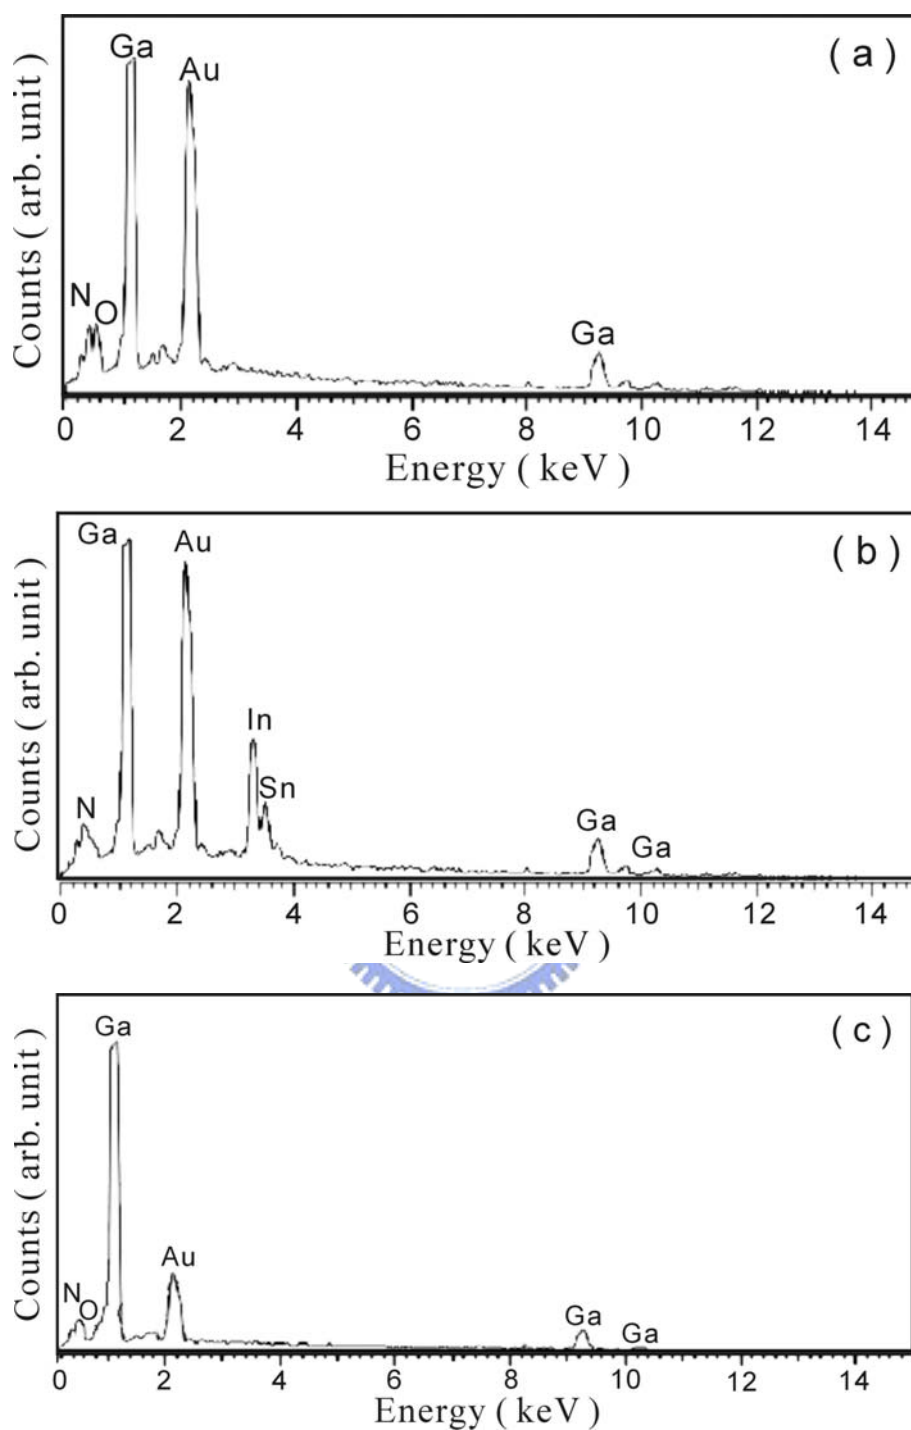 ( a )
Ga
Au
N
O
Ga
Counts ( arb. unit )
0 2 4 6 8 10 12 14
Energy ( keV )
( b )
Ga
Au
In
Sn
N
Ga
Ga
Counts ( arb. unit )
0 2 4 6 8 10 12 14
Energy ( keV )
( c )
Ga
Au
N
O
Ga
Ga
Counts ( arb. unit )
0 2 4 6 8 10 12 14
Energy ( keV )